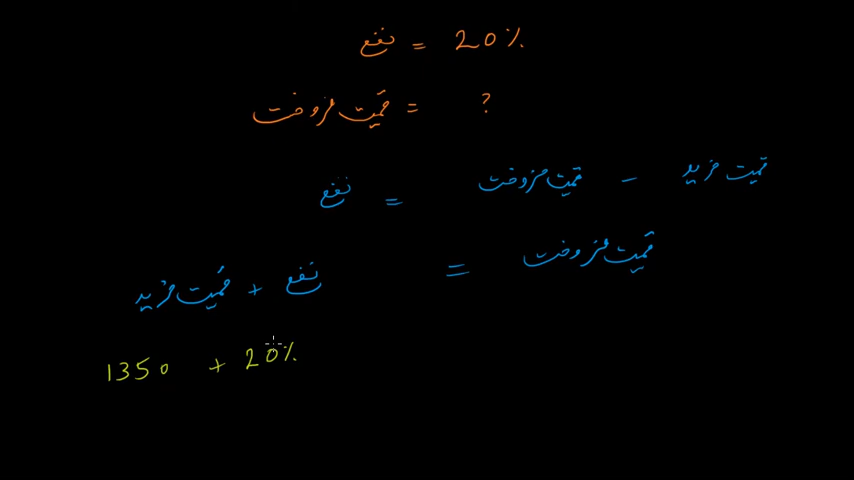 نفع = 20%
قیمت فروخت = ?
نفع = قیمت فروخت - قیمت خرید
قیمت خرید + نفع = قیمت فروخت
1350 + 20%